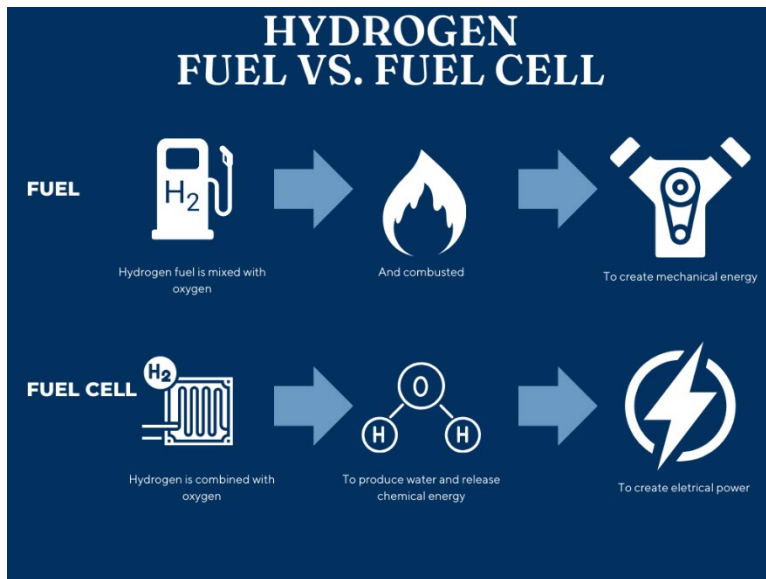 HYDROGEN
FUEL VS. FUEL CELL
FUEL
H2
Hydrogen fuel is mixed with
oxygen
And combusted
To create mechanical energy
FUEL CELL
H2
O
H
H
Hydrogen is combined with
oxygen
To produce water and release
chemical energy
To create eletrical power